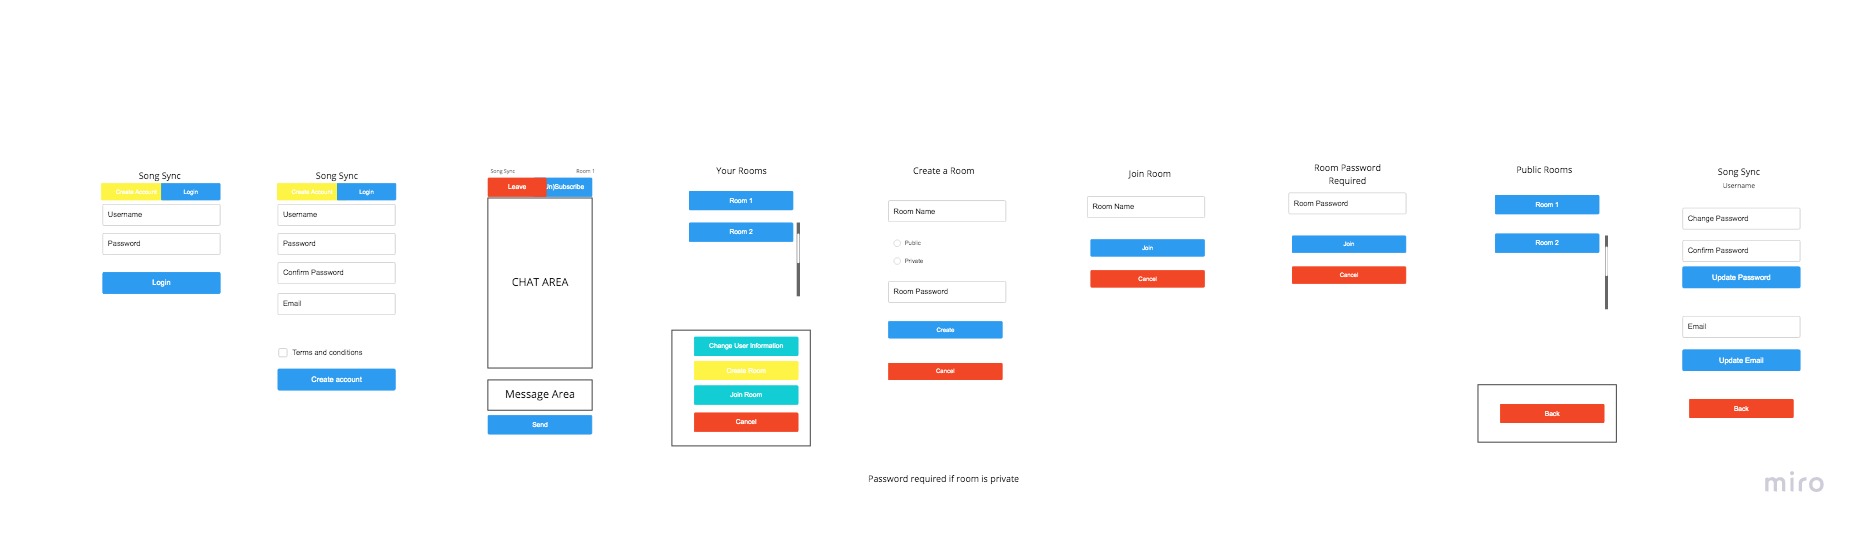 Song Sync
Create Account
Login
Username
Password
Login
Song Sync
Create Account
Login
Username
Password
Confirm Password
Email
Terms and conditions
Create account
Song Sync
Room 1
Leave
(Un)Subscribe
CHAT AREA
Message Area
Send
Your Rooms
Room 1
Room 2
Change User Information
Create Room
Join Room
Cancel
Create a Room
Room Name
Public
Private
Room Password
Create
Cancel
Password required if room is private
Join Room
Room Name
Join
Cancel
Room Password
Required
Room Password
Join
Cancel
Public Rooms
Room 1
Room 2
Back
Song Sync
Username
Change Password
Confirm Password
Update Password
Email
Update Email
Back
miro